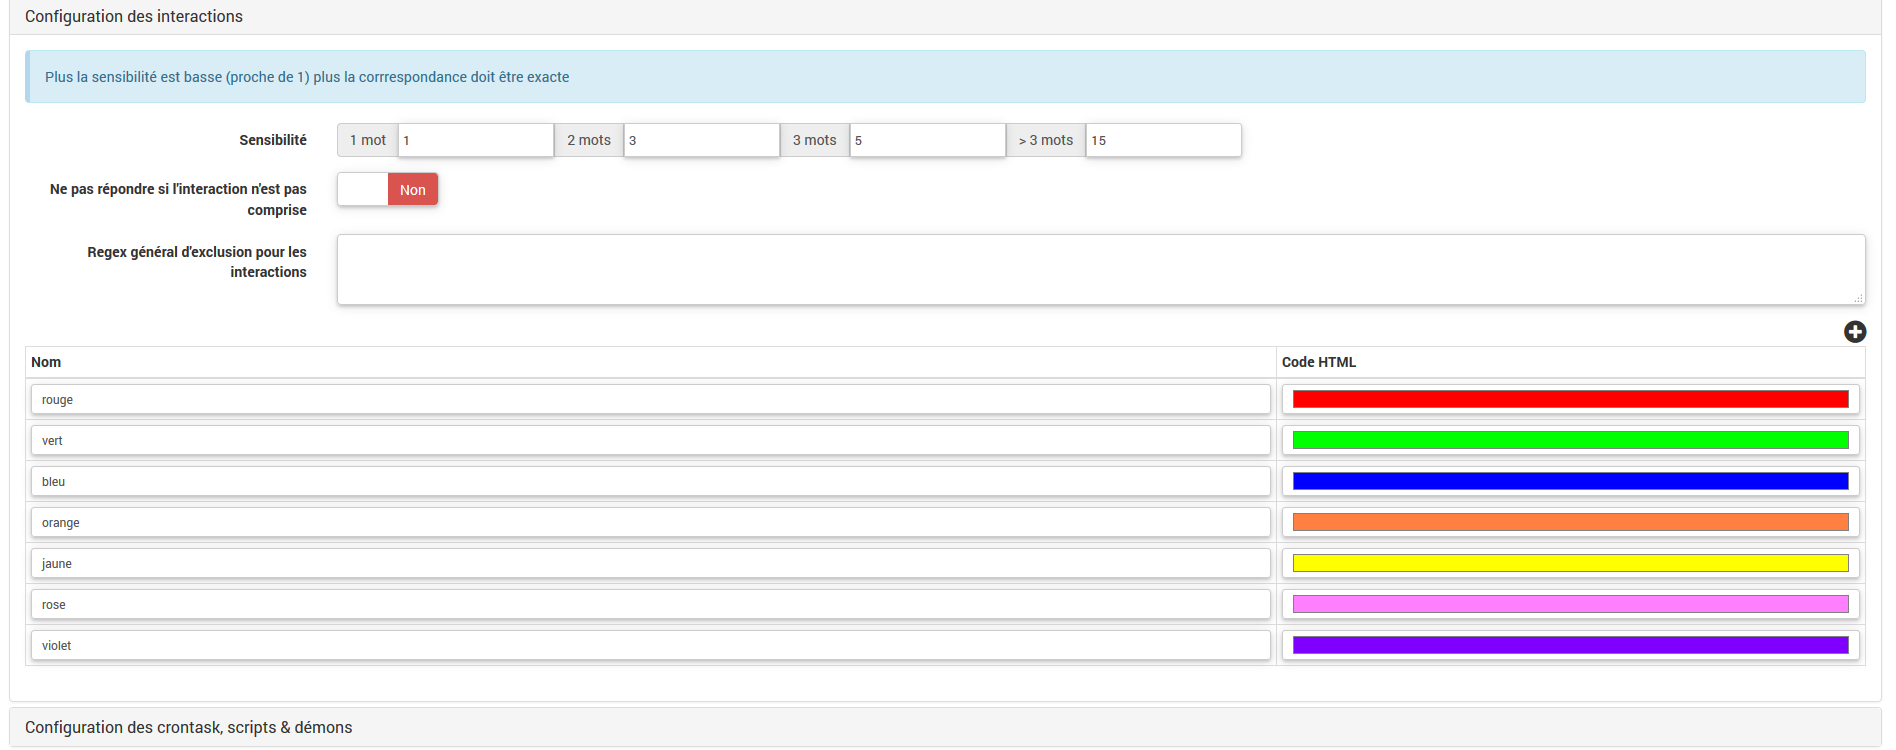 Configuration des interactions
Plus la sensibilité est basse (proche de 1) plus la corrrespondance doit être exacte
Sensibilité 1 mot 1 2 mots 3 3 mots 5 > 3 mots 15
Ne pas répondre si l'interaction n'est pas
comprise
Non
Regex général d'exclusion pour les
interactions
Nom Code HTML
rouge
vert
bleu
orange
jaune
rose
violet
Configuration des crontask, scripts & démons